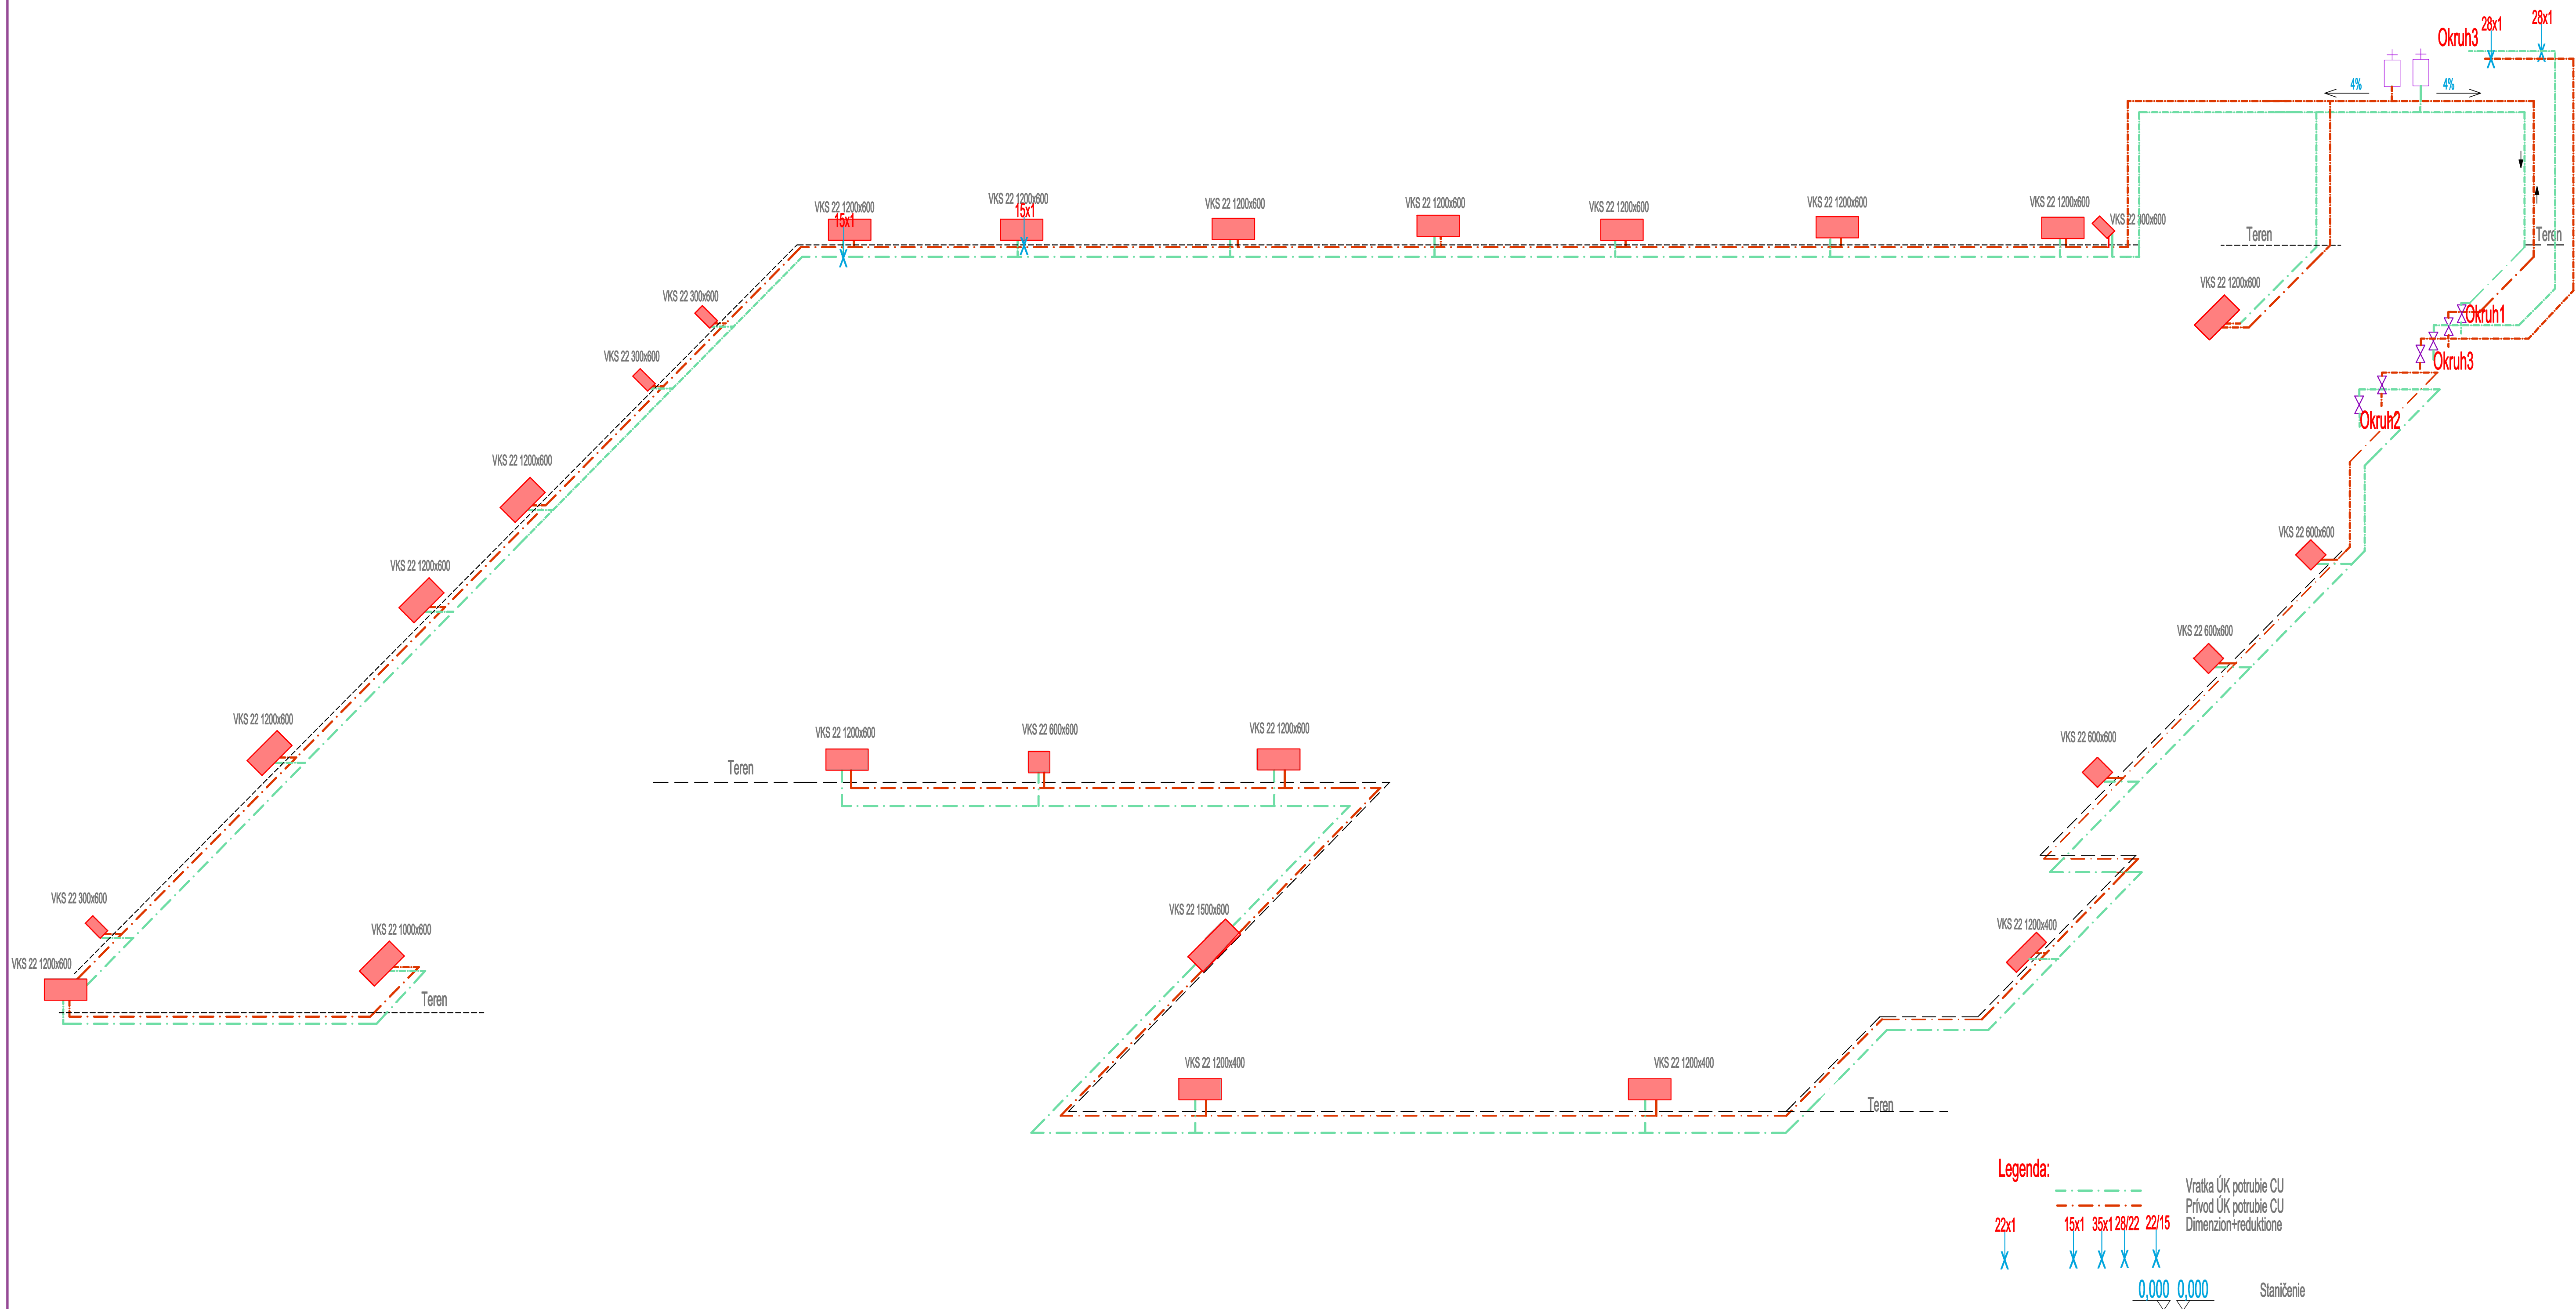 28x1
28x1
Okruh3
4%
4%
VKS 22 1200x600
15x1
VKS 22 1200x600
15x1
VKS 22 1200x600
VKS 22 1200x600
VKS 22 1200x600
VKS 22 1200x600
VKS 22 1200x600
VKS 22 300x600
Teren
Teren
VKS 22 300x600
VKS 22 1200x600
Okruh1
VKS 22 300x600
Okruh3
Okruh2
VKS 22 1200x600
VKS 22 600x600
VKS 22 1200x600
VKS 22 600x600
VKS 22 1200x600
VKS 22 1200x600
VKS 22 600x600
VKS 22 1200x600
VKS 22 600x600
Teren
VKS 22 300x600
VKS 22 1500x600
VKS 22 1200x400
VKS 22 1000x600
VKS 22 1200x600
Teren
VKS 22 1200x400
VKS 22 1200x400
Teren
Legenda:
Vratka ÚK potrubie CU
Prívod ÚK potrubie CU
22x1 15x1 35x1 28/22 22/15 Dimenzion+reduktione
0,000 0,000 Staničenie